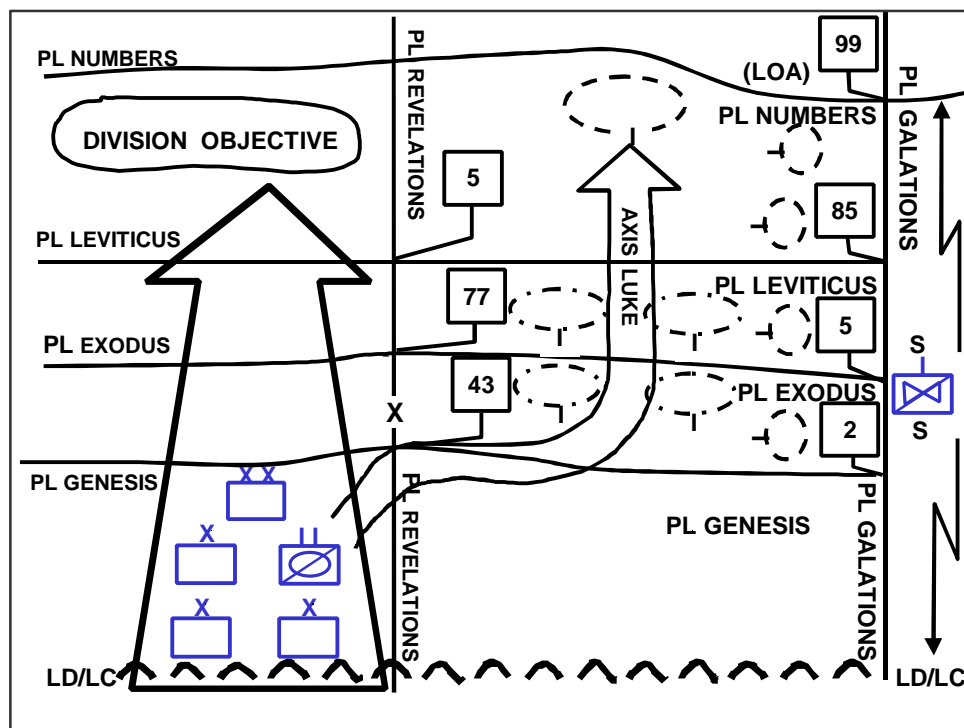 99
PL NUMBERS
(LOA)
PL REVELATIONS
PL GALATIONS
PL NUMBERS
DIVISION OBJECTIVE
5
85
AXIS LUKE
PL LEVITICUS
PL LEVITICUS
77
5
PL EXODUS
S
PL EXODUS
43
2
X
S
PL GENESIS
X X
PL REVELATIONS
PL GALATIONS
PL GENESIS
X
II
X
X
LD/LC
LD/LC